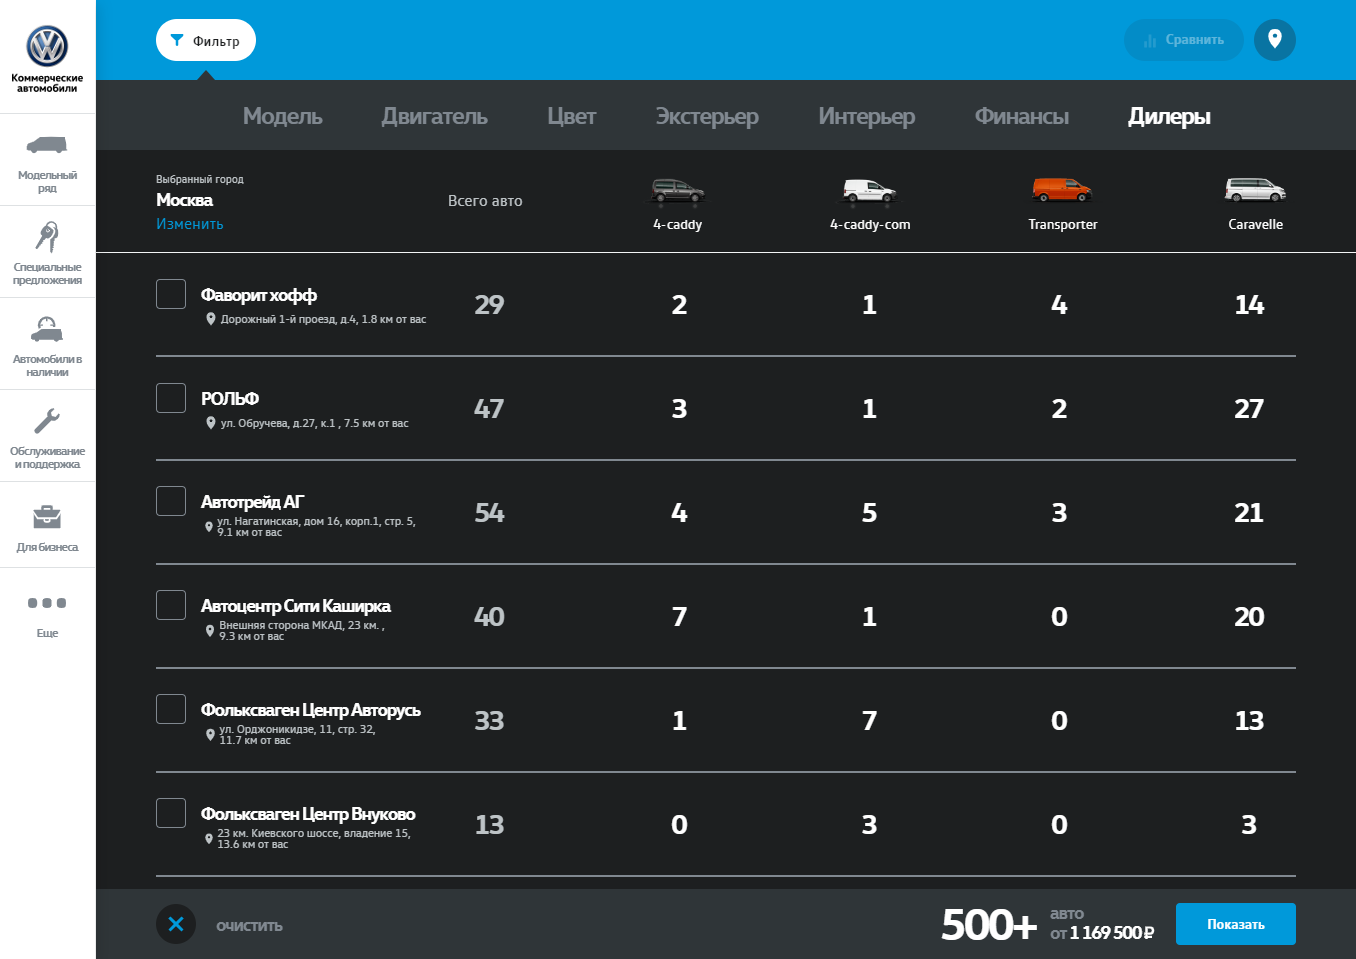 Коммерческие
автомобили
Модельный
ряд
Специальные
предложения
Автомобили в
наличии
Обслуживание
и поддержка
Для бизнеса
Еще
Фильтр
Сравнить
Модель Двигатель Цвет Экстерьер Интерьер Финансы Дилеры
Выбранный город
Москва
Изменить
Всего авто
4-caddy
4-caddy-com
Transporter
Caravelle
Фаворит хофф
Дорожный 1-й проезд, д.4, 1.8 км от вас
29 2 1 4 14
РОЛЬФ
ул. Обручева, д.27, к.1 , 7.5 км от вас
47 3 1 2 27
Автотрейд АГ
ул. Нагатинская, дом 16, корп.1, стр. 5,
9.1 км от вас
54 4 5 3 21
Автоцентр Сити Каширка
Внешняя сторона МКАД, 23 км. ,
9.3 км от вас
40 7 1 0 20
Фольксваген Центр Авторусь
ул. Орджоникидзе, 11, стр. 32,
11.7 км от вас
33 1 7 0 13
Фольксваген Центр Внуково
23 км. Киевского шоссе, владение 15,
13.6 км от вас
13 0 3 0 3
очистить
500+
авто
от 1 169 500 ₽
Показать